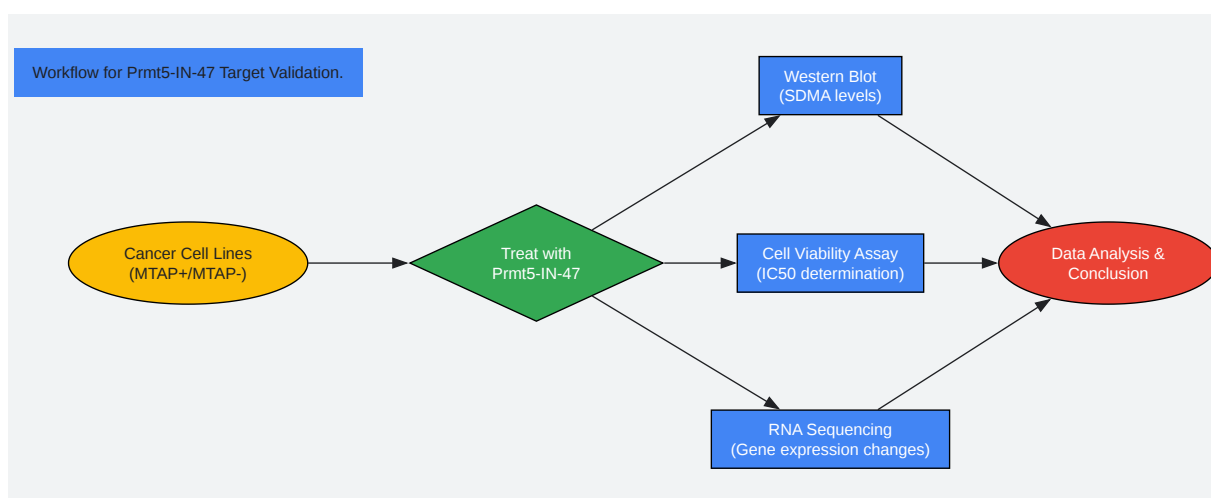 Workflow for Prmt5-IN-47 Target Validation.
Cancer Cell Lines
(MTAP+/MTAP-)
Treat with
Prmt5-IN-47
Western Blot
(SDMA levels)
Cell Viability Assay
(IC50 determination)
RNA Sequencing
(Gene expression changes)
Data Analysis &
Conclusion